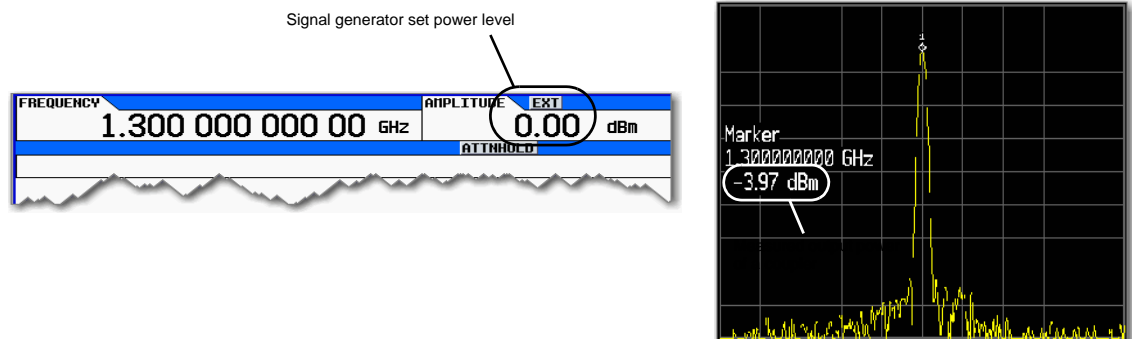 Signal generator set power level
FREQUENCY
AMPLITUDE EXT
1.300 000 000 00 GHz
0.00 dBm
ATTNHOLD
1
Marker
1.300000000 GHz
-3.97 dBm